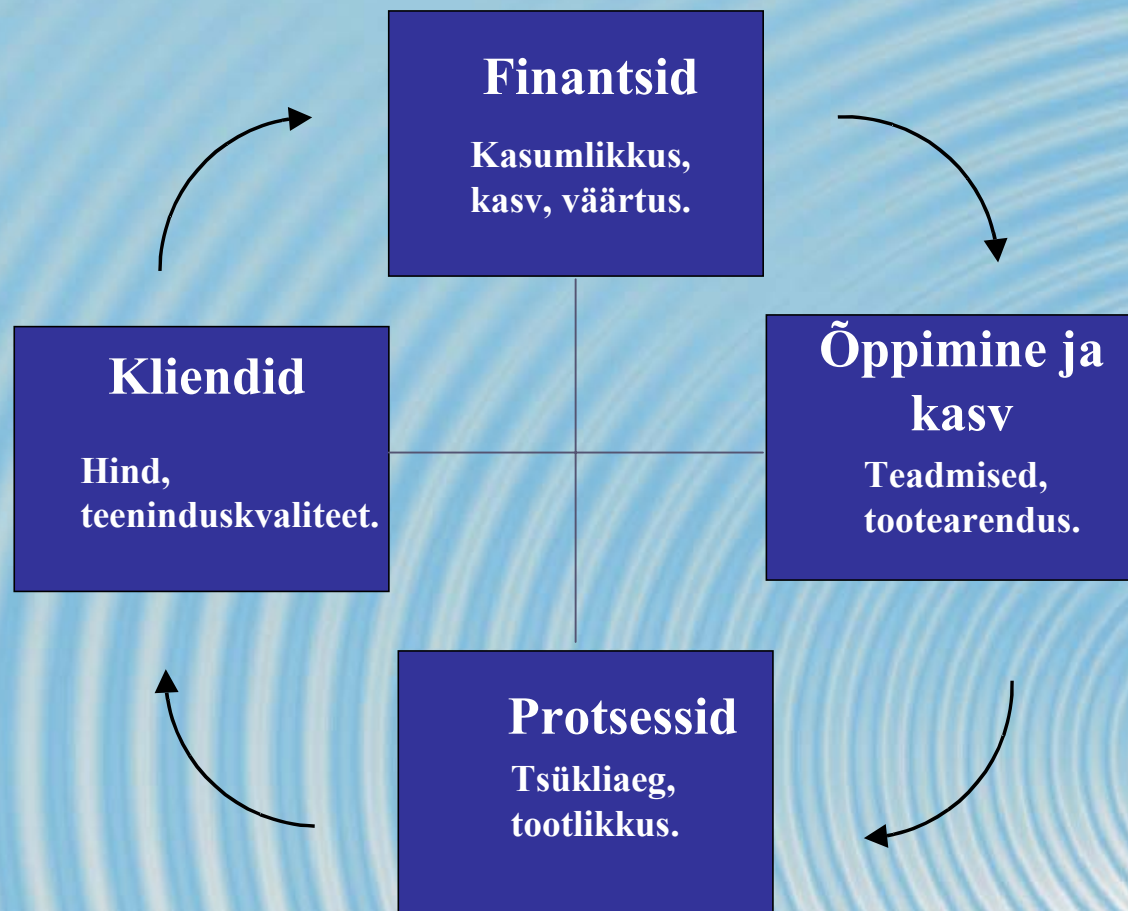 Finantsid
Kasumlikkus,
kasv, väärtus.
Kliendid
Hind,
teeninduskvaliteet.
Õppimine ja
kasv
Teadmised,
tootearendus.
Protsessid
Tsükliaeg,
tootlikkus.